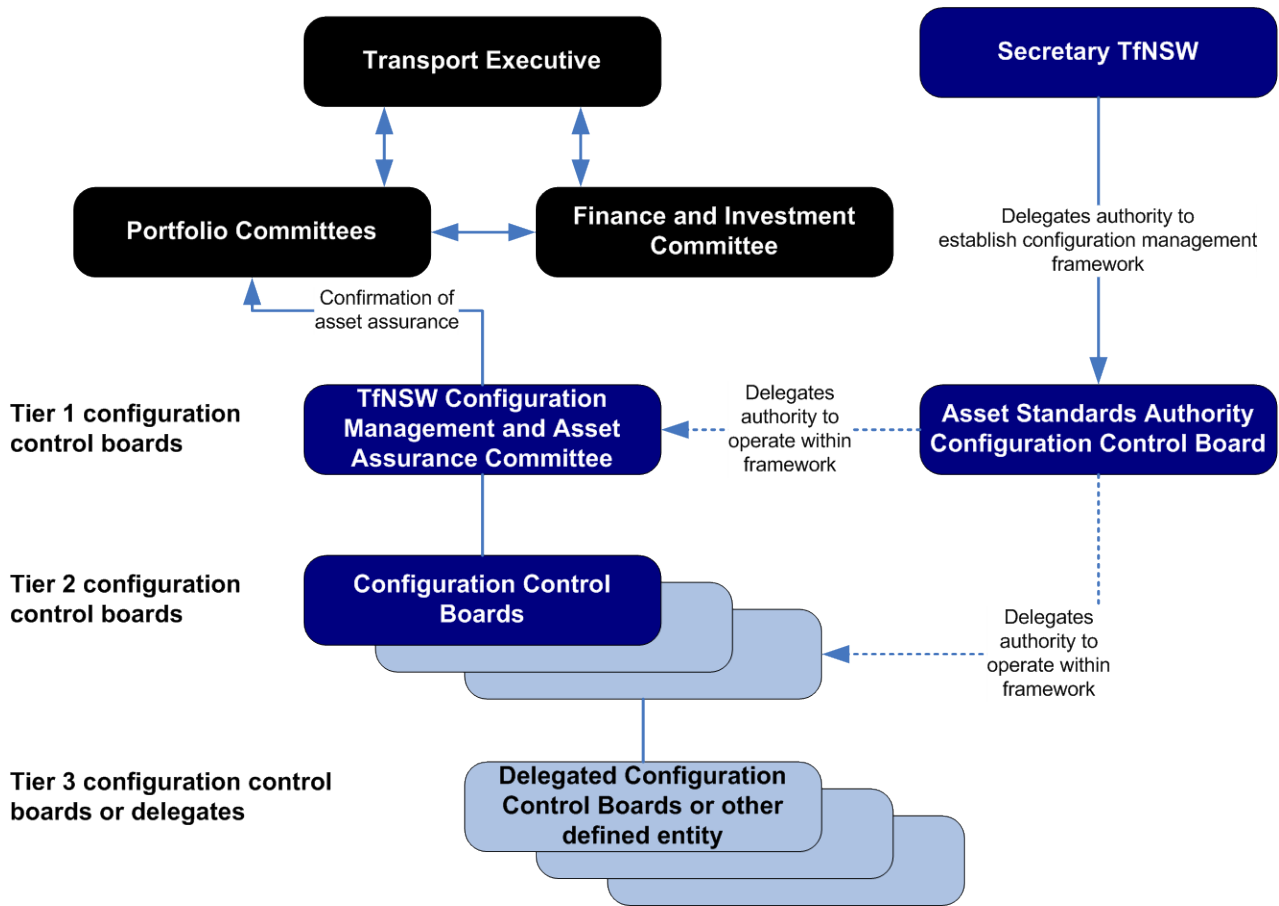 Transport Executive
Secretary TfNSW
Portfolio Committees
Finance and Investment
Committee
Delegates authority to
establish configuration management
framework
Confirmation of
asset assurance
Tier 1 configuration
control boards
TfNSW Configuration
Management and Asset
Assurance Committee
Delegates
authority to
operate within
framework
Asset Standards Authority
Configuration Control Board
Tier 2 configuration
control boards
Configuration Control
Boards
Delegates
authority to
operate within
framework
Tier 3 configuration control
boards or delegates
Delegated Configuration
Control Boards or other
defined entity